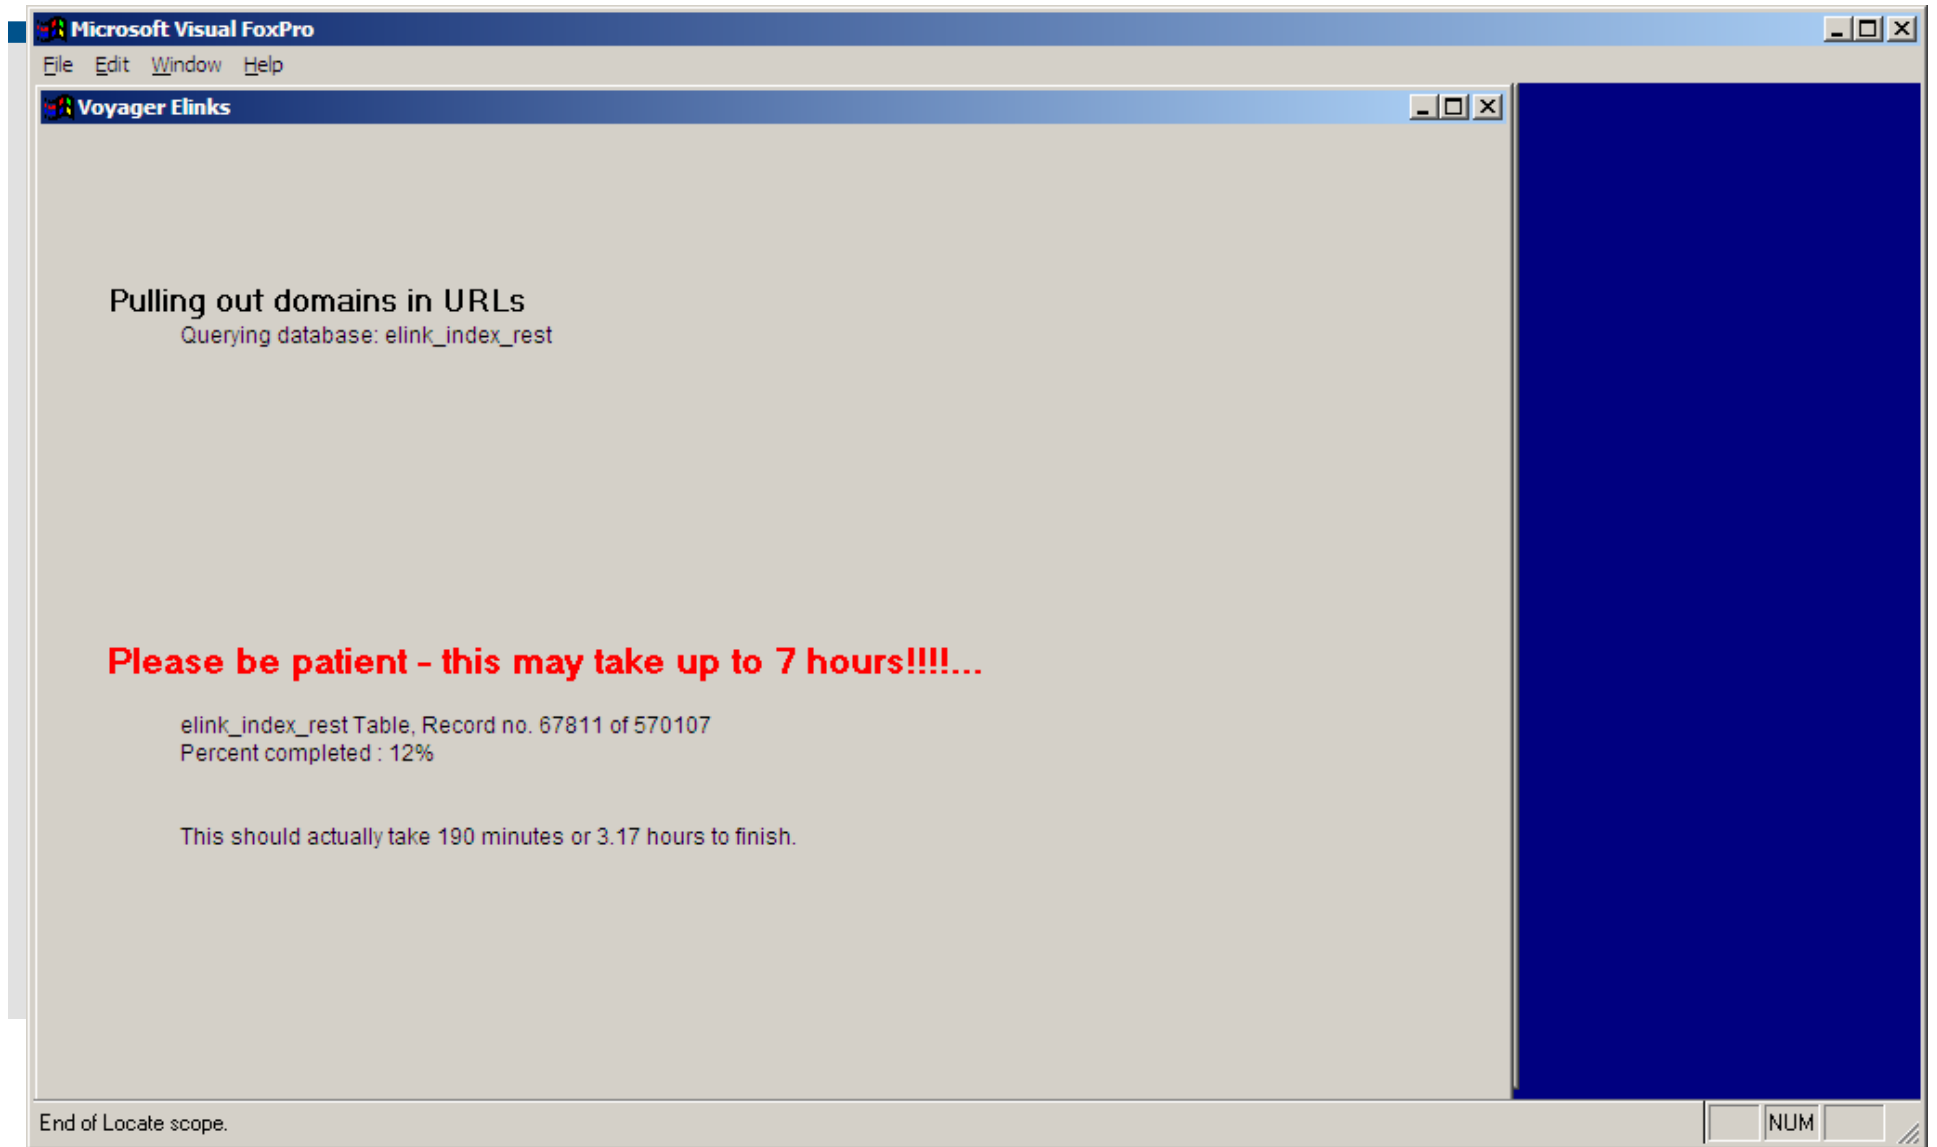 Microsoft Visual FoxPro
File Edit Window Help
Voyager Elinks
Pulling out domains in URLs
Querying database: elink_index_rest
Please be patient - this may take up to 7 hours!!!!...
elink_index_rest Table, Record no. 67811 of 570107
Percent completed : 12%
This should actually take 190 minutes or 3.17 hours to finish.
End of Locate scope.
NUM